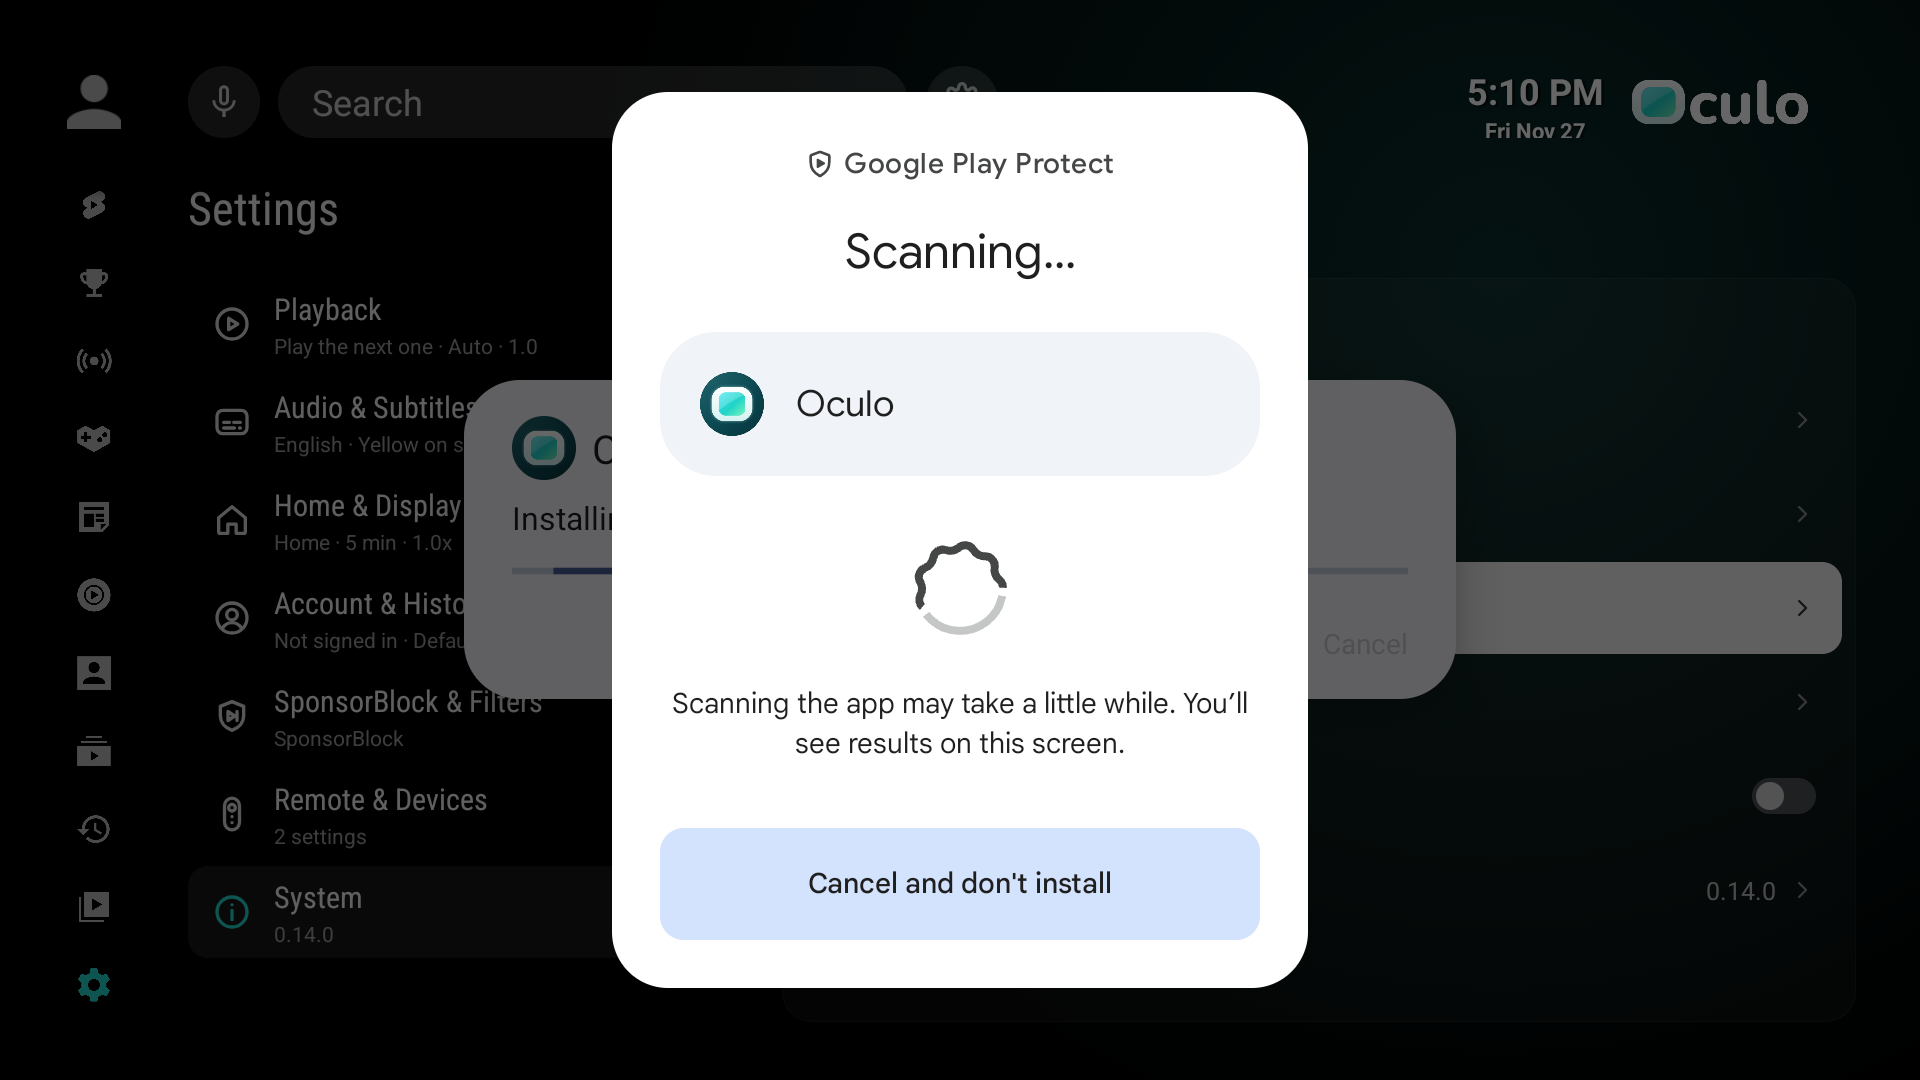 Search
5:10 PM
Fri Nov 27
Oculo
Settings
Playback
Play the next one · Auto · 1.0
Audio & Subtitles
English · Yellow on s
Home & Display
Home · 5 min · 1.0x
Account & Histo
Not signed in · Defau
SponsorBlock & Filters
SponsorBlock
Remote & Devices
2 settings
System
0.14.0
0.14.0
Installin
Cancel
Google Play Protect
Scanning...
Oculo
Scanning the app may take a little while. You’ll
see results on this screen.
Cancel and don't install